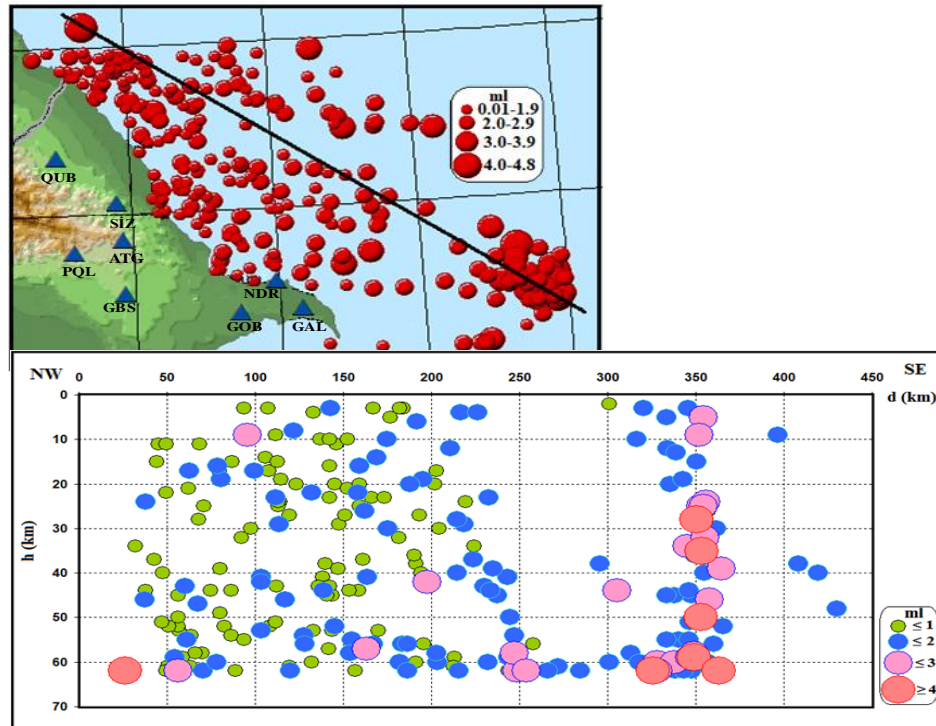 ml
0.01-1.9
2.0-2.9
3.0-3.9
4.0-4.8
QUB
SİZ
ATG
PQL
GBS
NDR
GOB
GAL
NW 0 50 100 150 200 250 300 350 400 450 SE
d (km)
0
10
20
30
40
50
60
70
h (km)
ml
≤ 1
≤ 2
≤ 3
≥ 4